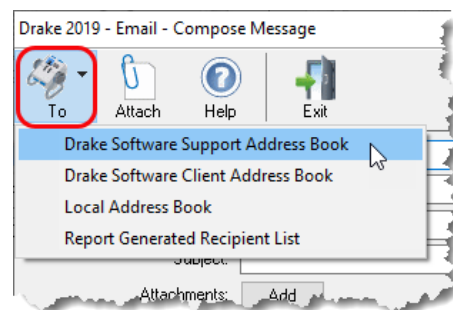 Drake 2019 - Email - Compose Message
To Attach Help Exit
Drake Software Support Address Book
Drake Software Client Address Book
Local Address Book
Report Generated Recipient List
Subject:
Attachments: Add